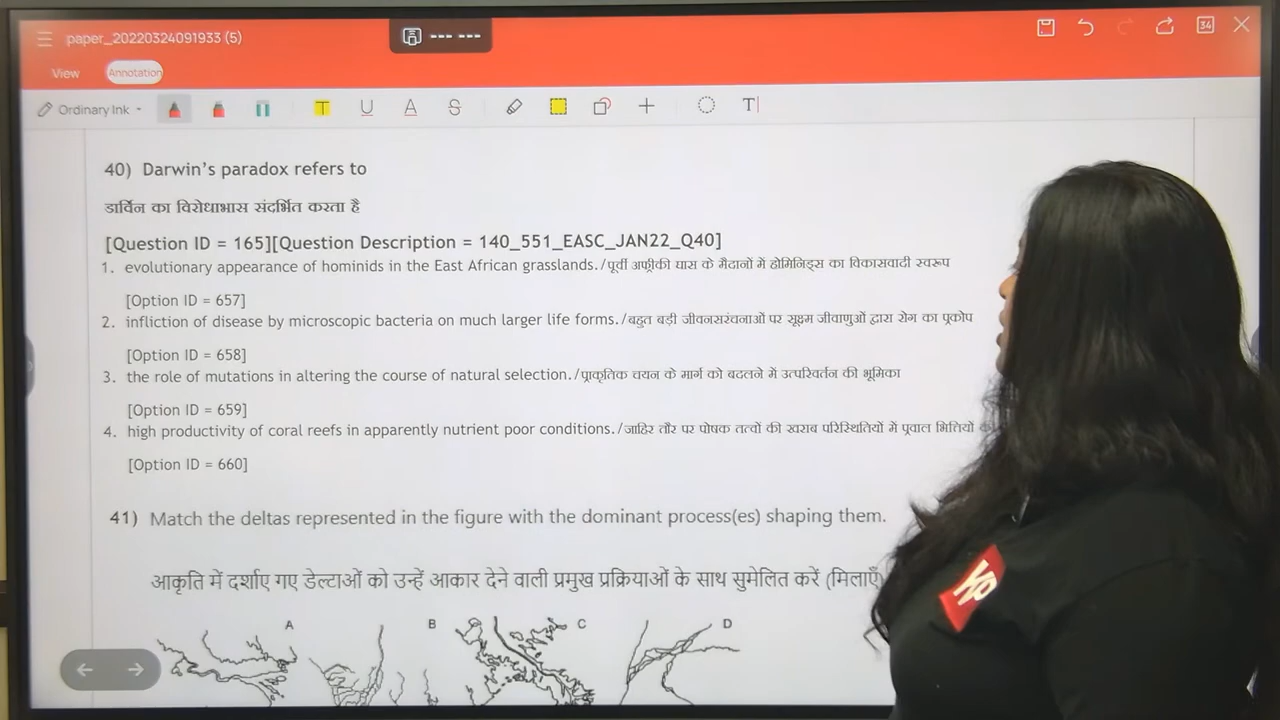 paper_20220324091933 (5)
--- ---
34
View
Annotation
Ordinary Ink
T U A S T
40) Darwin's paradox refers to
डार्विन का विरोधाभास संदर्भित करता है
[Question ID = 165][Question Description = 140_551_EASC_JAN22_Q40]
1. evolutionary appearance of hominids in the East African grasslands./पूर्वी अफ्रीकी घास के मैदानों में होमिनिड्स का विकासवादी स्वरूप
[Option ID = 657]
2. infliction of disease by microscopic bacteria on much larger life forms./बहुत बड़ी जीवनसरंचनाओं पर सूक्ष्म जीवाणुओं द्वारा रोग का प्रकोप
[Option ID = 658]
3. the role of mutations in altering the course of natural selection./प्राकृतिक चयन के मार्ग को बदलने में उत्परिवर्तन की भूमिका
[Option ID = 659]
4. high productivity of coral reefs in apparently nutrient poor conditions./जाहिर तौर पर पोषक तत्वों की खराब परिस्थितियों में प्रवाल भित्तियों
[Option ID = 660]
41) Match the deltas represented in the figure with the dominant process(es) shaping them.
आकृति में दर्शाए गए डेल्टाओं को उन्हें आकार देने वाली प्रमुख प्रक्रियाओं के साथ सुमेलित करें (मिलाएँ)
A B C D